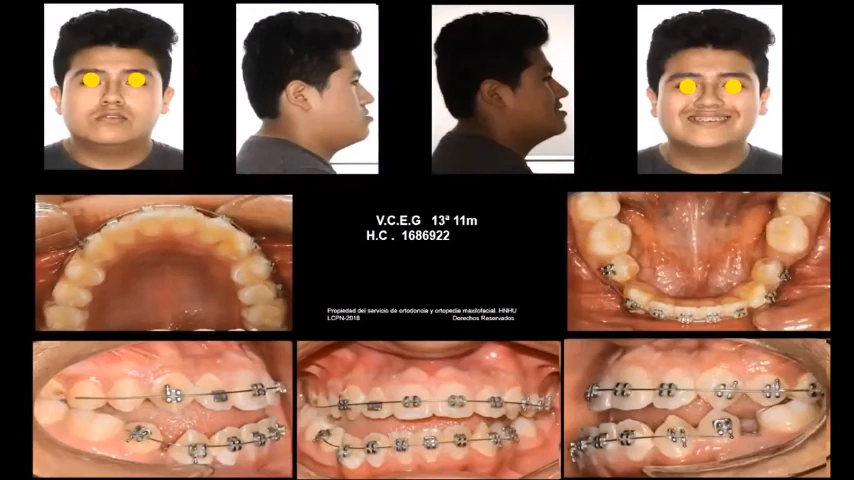 V.C.E.G 13ª 11m
H.C . 1686922
Propiedad del servicio de ortodoncia y ortopedia maxilofacial. HNHU
LCPN-2018 Derechos Reservados